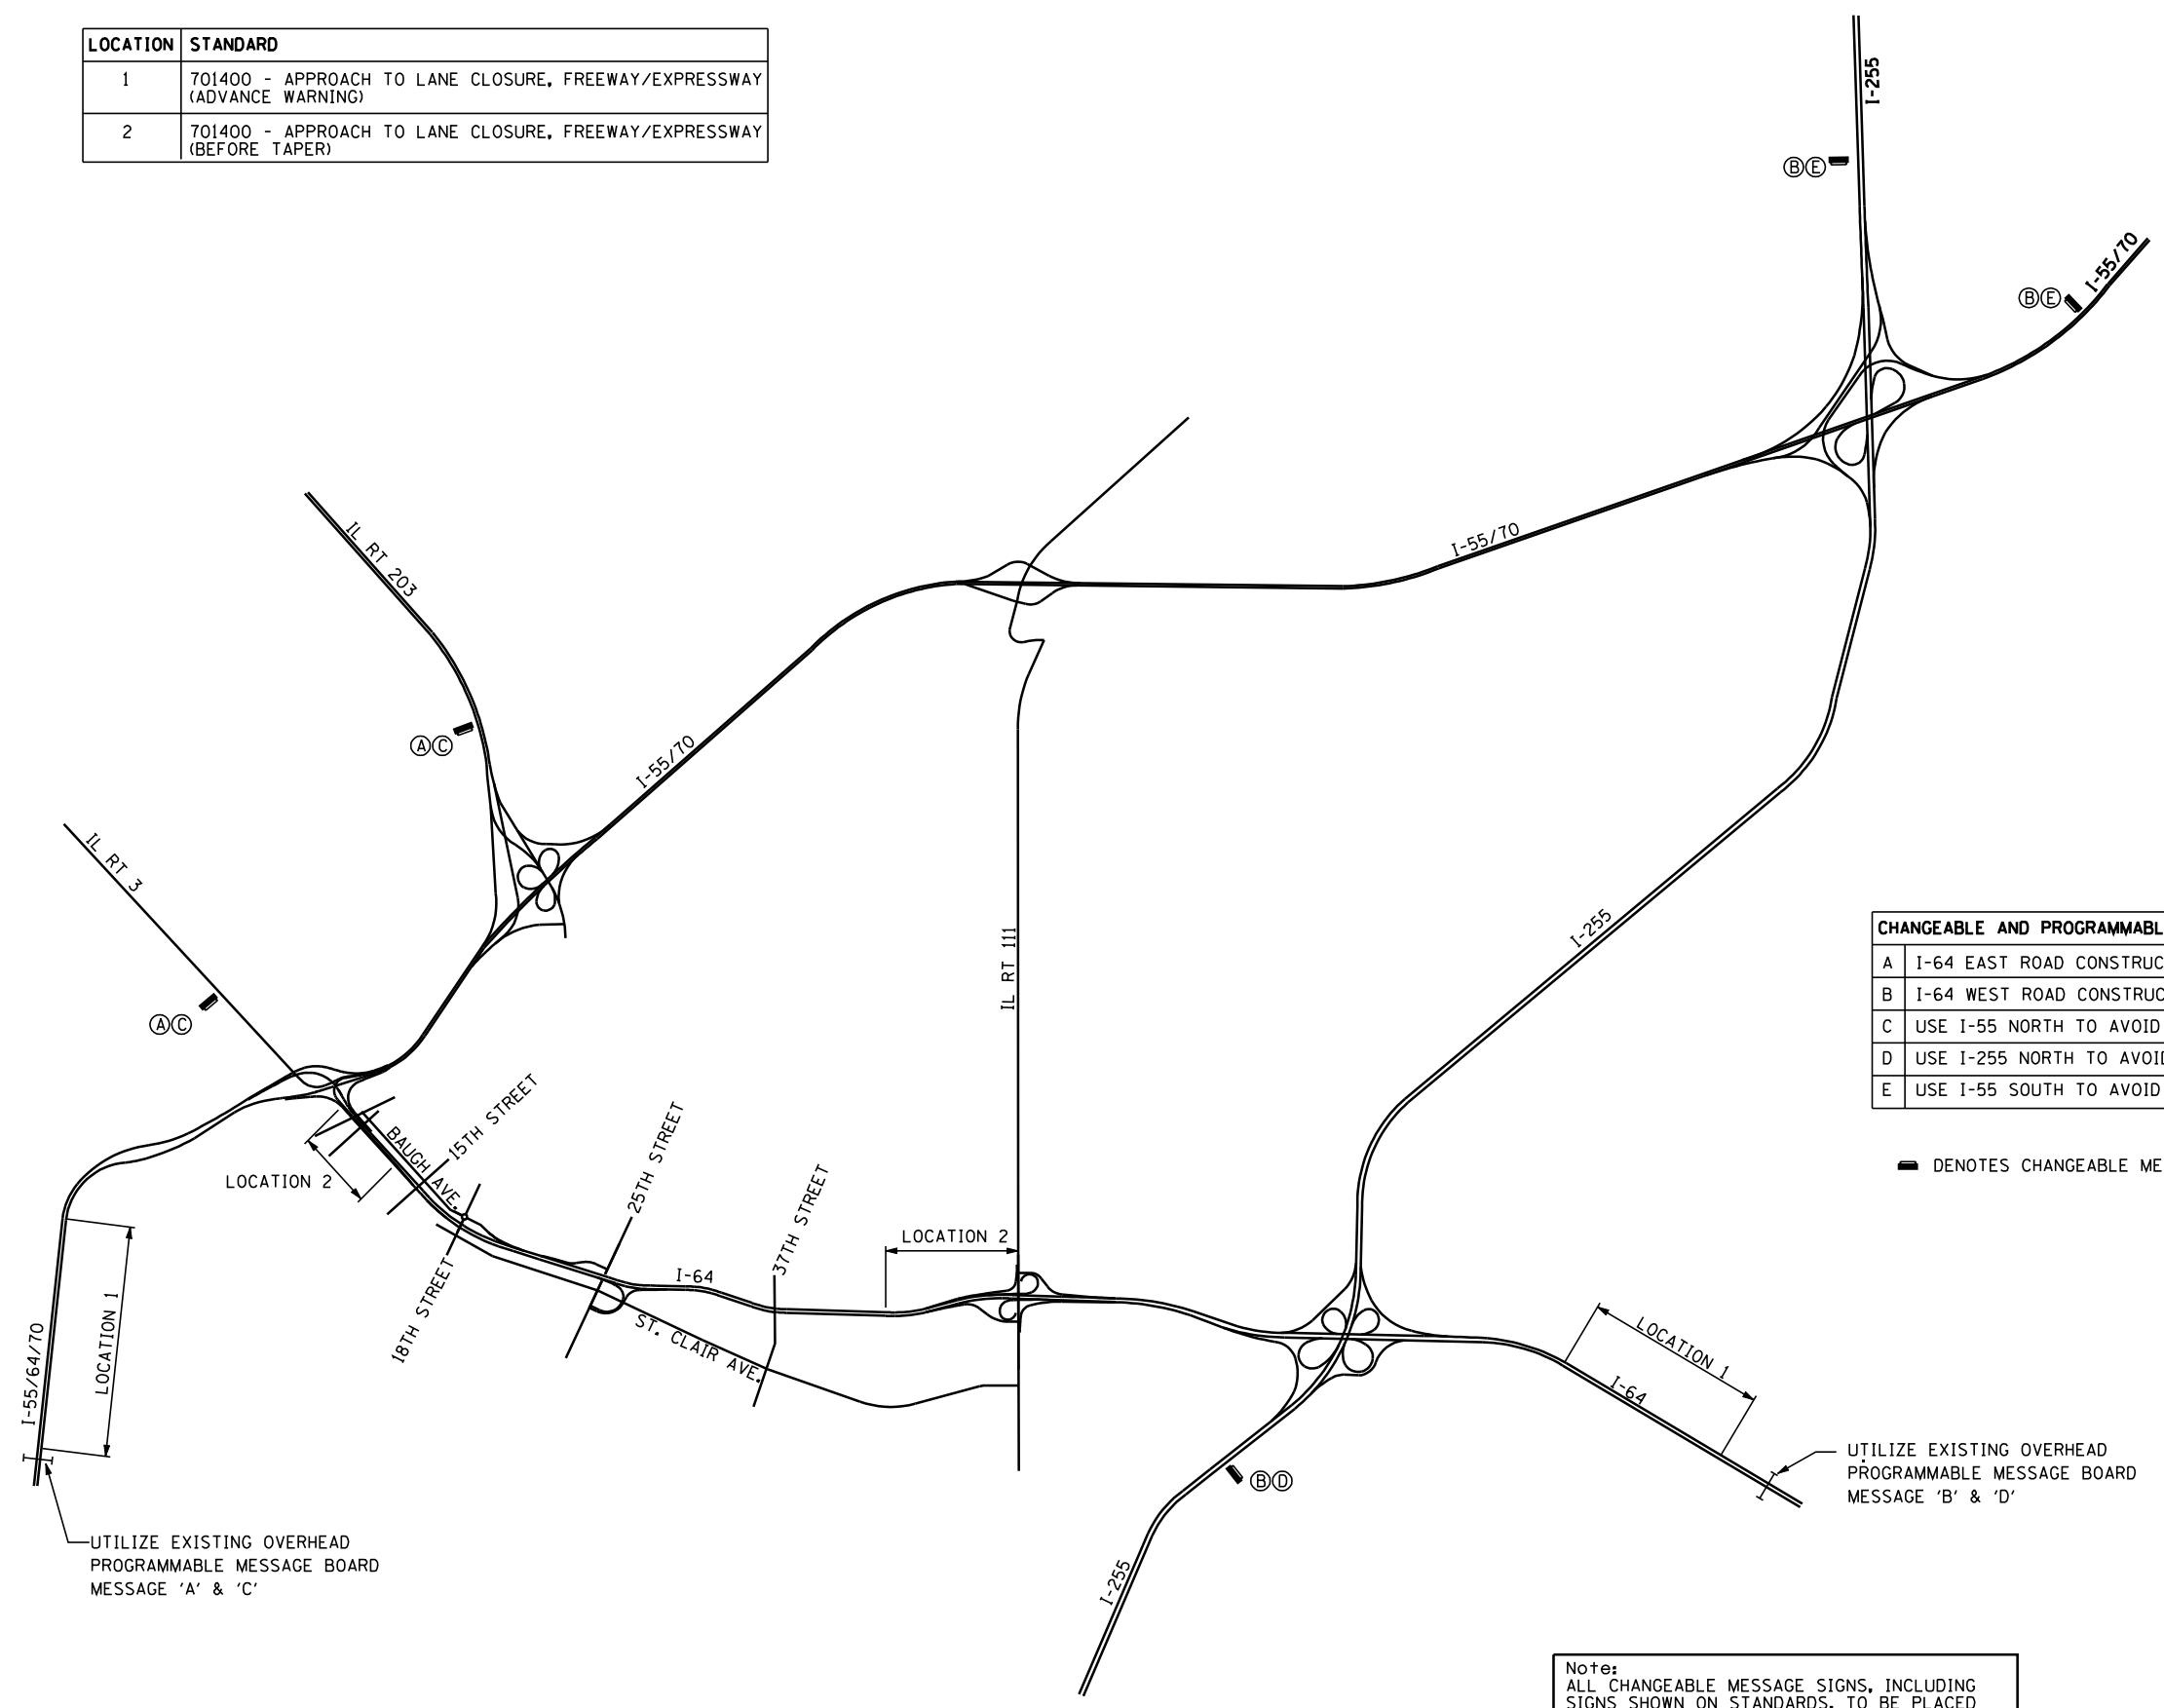 LOCATION STANDARD
1 701400 - APPROACH TO LANE CLOSURE, FREEWAY/EXPRESSWAY
(ADVANCE WARNING)
2 701400 - APPROACH TO LANE CLOSURE, FREEWAY/EXPRESSWAY
(BEFORE TAPER)
I-255
B E
I-55/70
B E
IL RT 203
I-55/70
A C
I-55/70
IL RT 3
A C
IL RT 111
I-255
CHANGEABLE AND PROGRAMMABL
A I-64 EAST ROAD CONSTRUC
B I-64 WEST ROAD CONSTRUC
C USE I-55 NORTH TO AVOID
D USE I-255 NORTH TO AVOID
E USE I-55 SOUTH TO AVOID
DENOTES CHANGEABLE ME
BAUGH AVE.
15TH STREET
25TH STREET
37TH STREET
LOCATION 2
LOCATION 2
I-64
18TH STREET
ST. CLAIR AVE.
I-55/64/70
LOCATION 1
LOCATION 1
I-64
B D
UTILIZE EXISTING OVERHEAD
PROGRAMMABLE MESSAGE BOARD
MESSAGE 'B' & 'D'
UTILIZE EXISTING OVERHEAD
PROGRAMMABLE MESSAGE BOARD
MESSAGE 'A' & 'C'
I-255
Note:
ALL CHANGEABLE MESSAGE SIGNS, INCLUDING
SIGNS SHOWN ON STANDARDS, TO BE PLACED